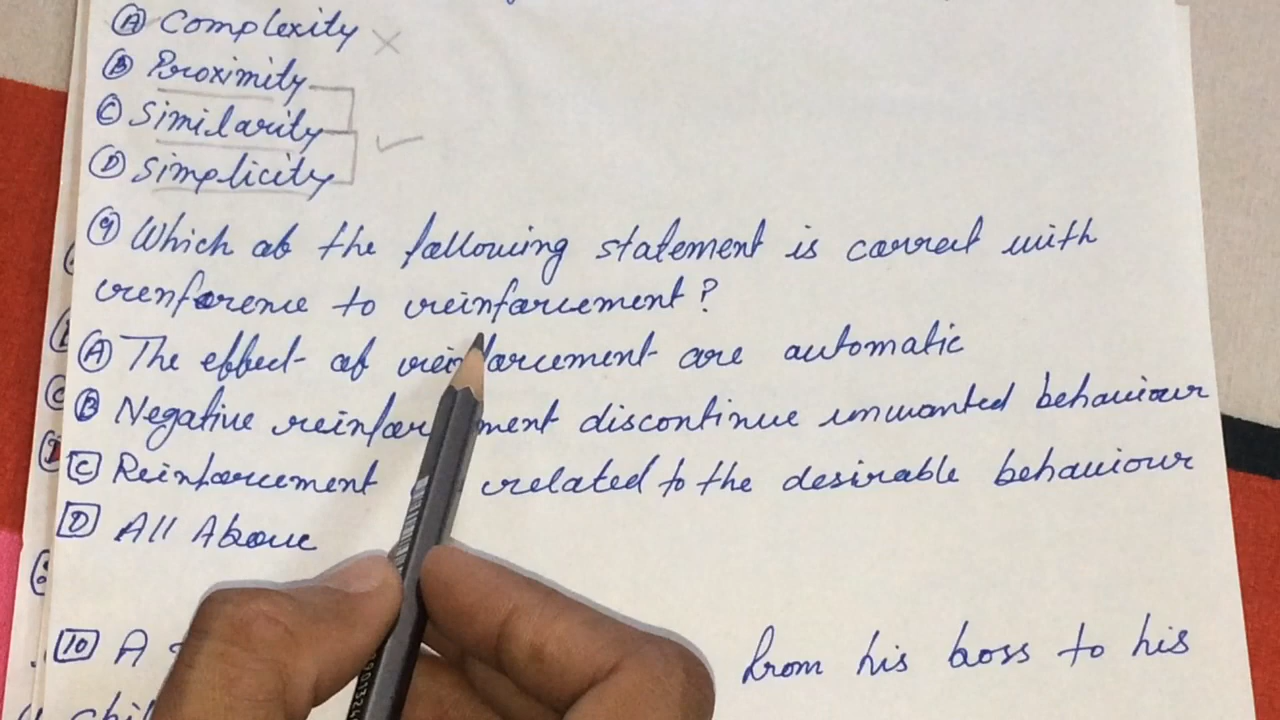 Ⓐ Complexity ×
Ⓑ Proximity
Ⓒ Similarity ✓
Ⓓ Simplicity
⑨ Which of the following statement is correct with
renforence to reinforcement?
Ⓐ The effect of reinforcement are automatic
Ⓑ Negative reinforcement discontinue unwanted behaviour
C Reinforcement related to the desirable behaviour
D All Above
10 A from his boss to his